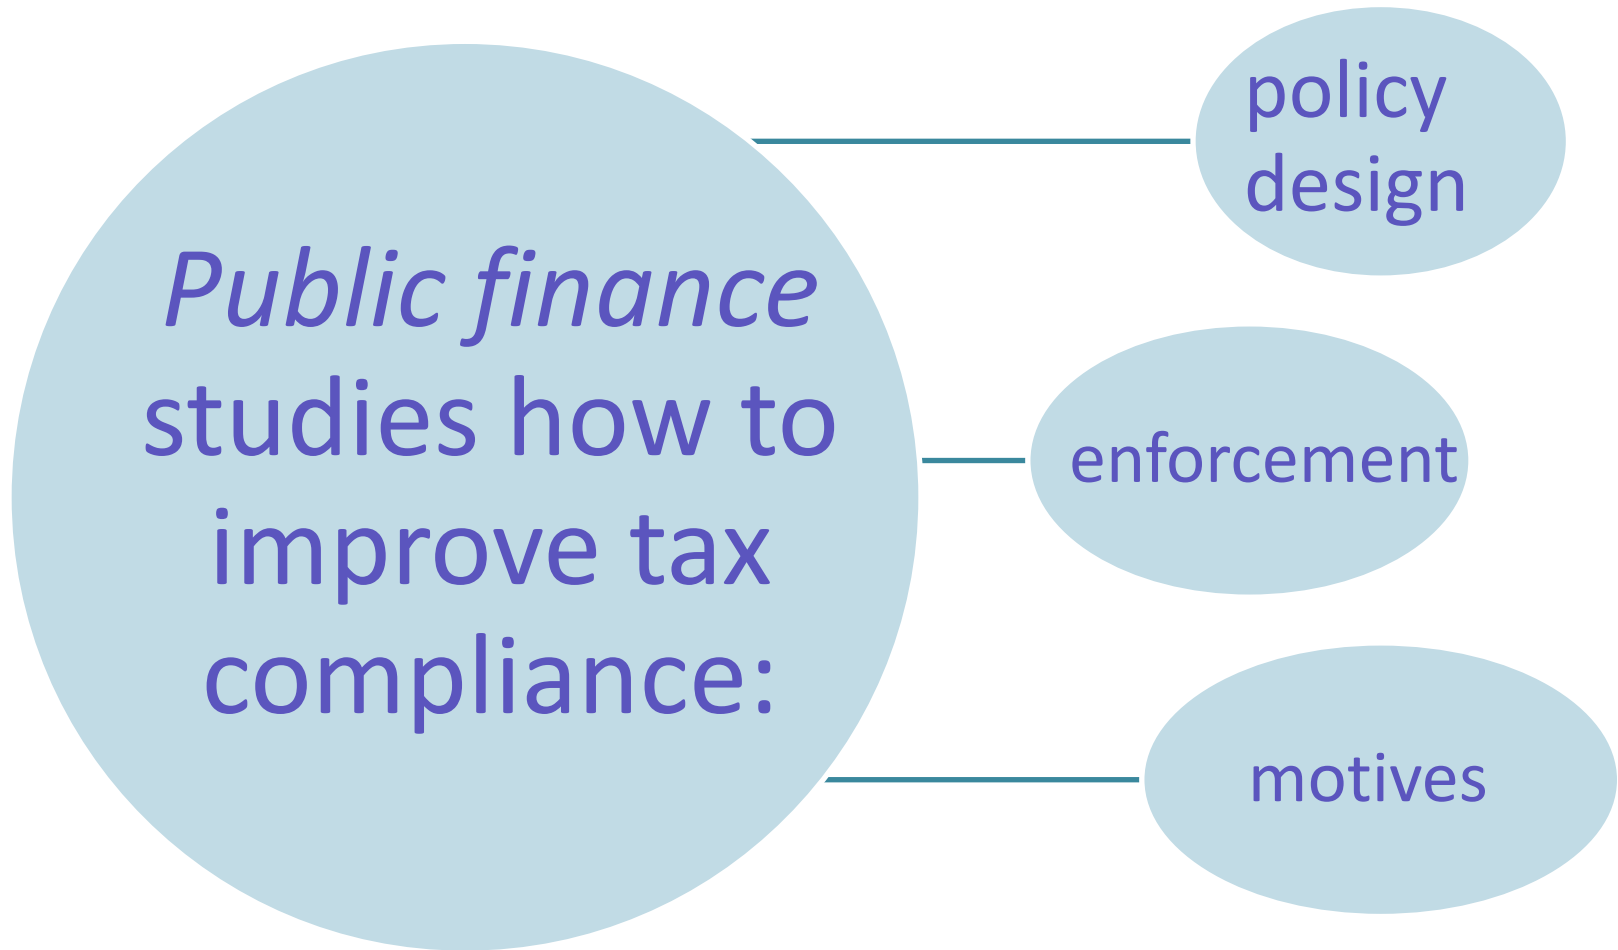 Public finance
studies how to
improve tax
compliance:
policy
design
enforcement
motives